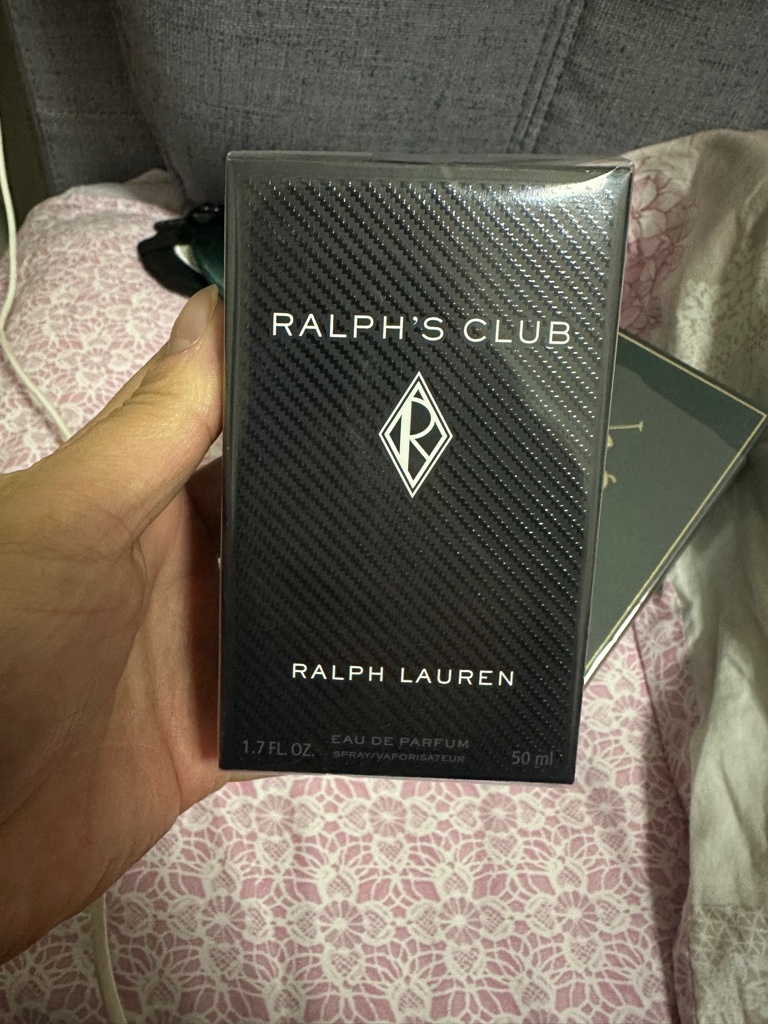 RALPH'S CLUB
R
RALPH LAUREN
EAU DE PARFUM
1.7 FL. OZ. SPRAY/VAPORISATEUR 50 ml